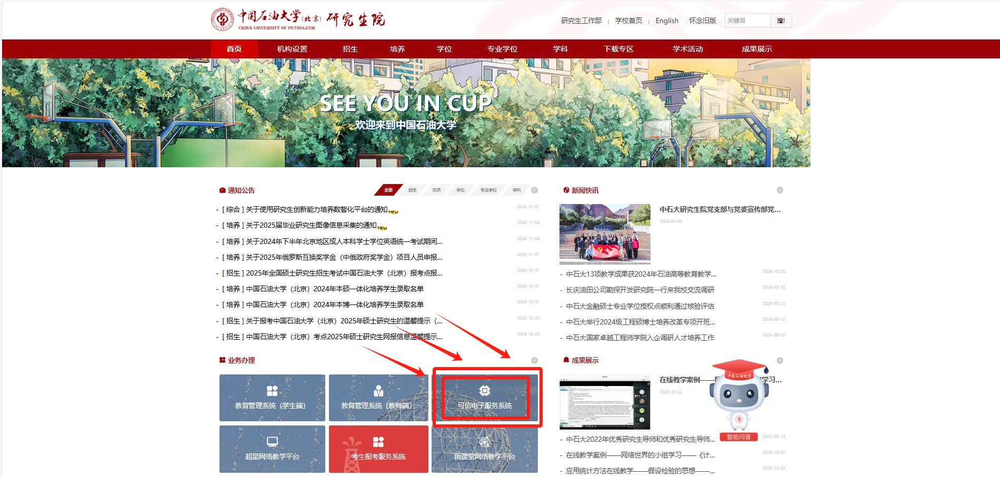 中国石油大学(北京) 研究生院
CHINA UNIVERSITY OF PETROLEUM
研究生工作部 | 学校首页 | English 怀念旧版 关键词 搜!
首页 机构设置 招生 培养 学位 专业学位 学科 下载专区 学术活动 成果展示
SEE YOU IN CUP
欢迎来到中国石油大学
通知公告 全部 招生 培养 学位 专业学位 学科
- [ 综合 ] 关于使用研究生创新能力培养数智化平台的通知 NEW 2024-11-07
- [ 培养 ] 关于2025届毕业研究生图像信息采集的通知 NEW 2024-11-04
- [ 培养 ] 关于2024年下半年北京地区成人本科学士学位英语统一考试期间... 2024-11-04
- [ 培养 ] 关于2025年俄罗斯互换奖学金（中俄政府奖学金）项目人员申报... 2024-11-01
- [ 招生 ] 2025年全国硕士研究生招生考试中国石油大学（北京）报考点报... 2024-10-31
- [ 培养 ] 中国石油大学（北京）2024年本硕一体化培养学生录取名单 2024-10-31
- [ 培养 ] 中国石油大学（北京）2024年本博一体化培养学生录取名单 2024-10-31
- [ 招生 ] 关于报考中国石油大学（北京）2025年硕士研究生的温馨提示（... 2024-10-25
- [ 招生 ] 中国石油大学（北京）考点2025年硕士研究生网报信息温馨提示... 2024-10-25
新闻快讯
中石大研究生院党支部与党委宣传部党...
2024-04-03
- 中石大13项教学成果获2024年石油高等教育教学... 2024-10-25
- 长庆油田公司勘探开发研究院一行来我校交流调研 2024-10-18
- 中石大金融硕士专业学位授权点顺利通过核验评估 2024-09-23
- 中石大举行2024级工程硕博士培养改革专项开班... 2024-09-12
- 中石大国家卓越工程师学院入企调研人才培养工作 2024-08-02
业务办理
教育管理系统（学生端） 教育管理系统（教师端） 可信电子服务系统
超星网络教学平台 考生报考服务系统 雨课堂网络教学平台
成果展示
在线教学案例——网 学习...
2020-10-22
中国石油大学
智能问答
- 中石大2022年优秀研究生导师和优秀研究生导师... 2022-09-13
- 在线教学案例——网络世界的小组学习——《计... 2020-10-22
- 应用统计方法在线教学——假设检验的思想——... 2020-10-22